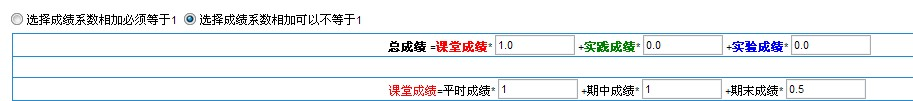 选择成绩系数相加必须等于1 选择成绩系数相加可以不等于1
总成绩 =课堂成绩* 1.0 +实践成绩* 0.0 +实验成绩* 0.0
课堂成绩=平时成绩* 1 +期中成绩* 1 +期末成绩* 0.5